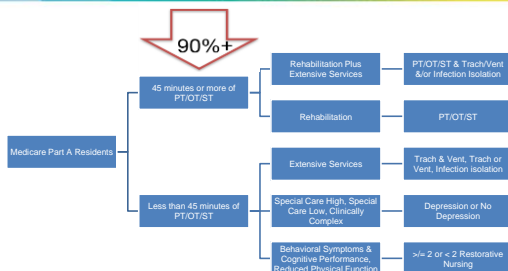 90%+
Rehabilitation Plus
Extensive Services
PT/OT/ST & Trach/Vent
&/or Infection Isolation
45 minutes or more of
PT/OT/ST
Rehabilitation
PT/OT/ST
Medicare Part A Residents
Extensive Services
Trach & Vent, Trach or
Vent, Infection isolation
Less than 45 minutes of
PT/OT/ST
Special Care High, Special
Care Low, Clinically
Complex
Depression or No
Depression
Behavioral Symptoms &
Cognitive Performance,
Reduced Physical Function
>/= 2 or < 2 Restorative
Nursing